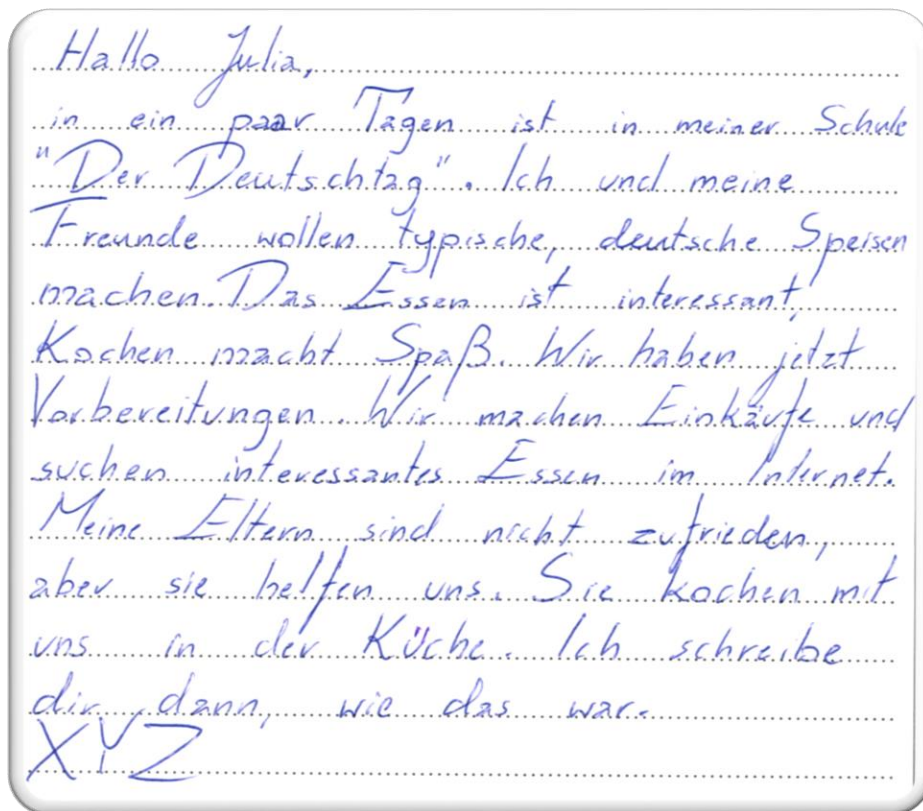 Hallo Julia,
in ein paar Tagen ist in meiner Schule
"Der Deutschtag". Ich und meine
Freunde wollen typische, deutsche Speisen
machen. Das Essen ist interessant,
Kochen macht Spaß. Wir haben jetzt
Vorbereitungen. Wir machen Einkäufe und
suchen interessantes Essen im Internet.
Meine Eltern sind nicht zufrieden,
aber sie helfen uns. Sie kochen mit
uns in der Küche. Ich schreibe
dir dann, wie das war.
XYZ